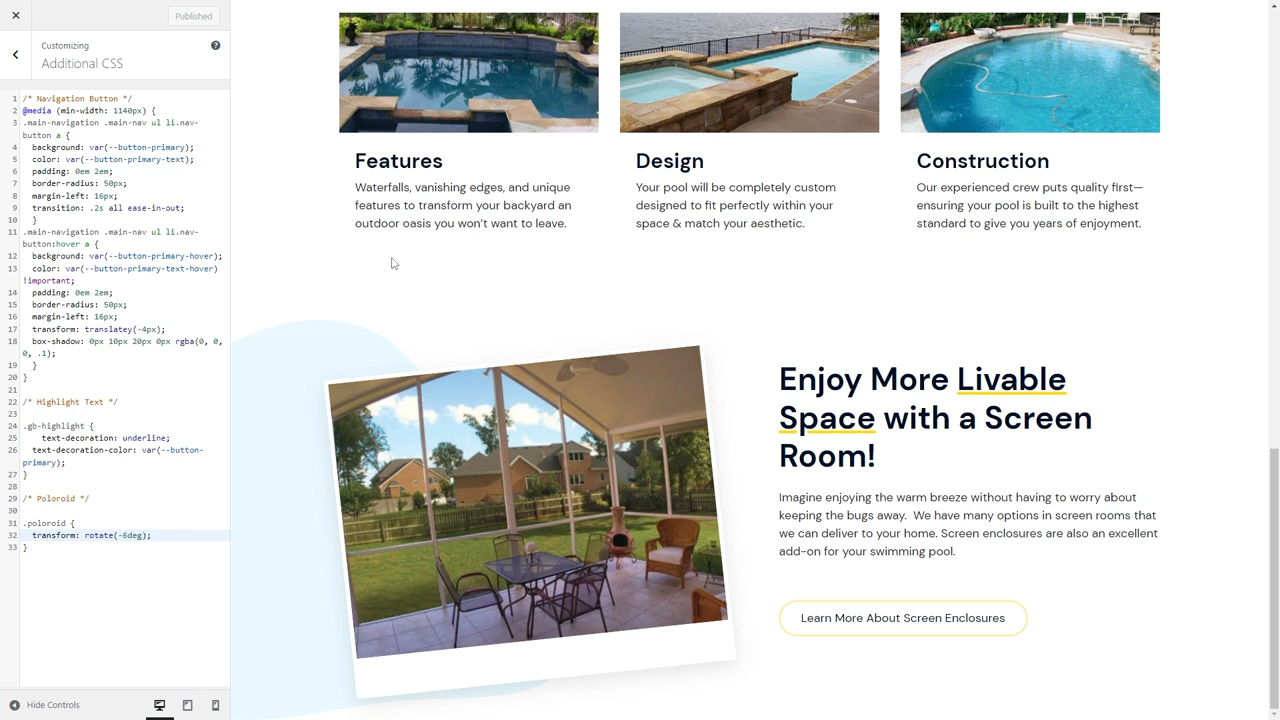 Published
Customizing
Additional CSS
1 /* Navigation Button */
2 @media (min-width: 1140px) {
3 .main-navigation .main-nav ul li.nav-
button a {
4 background: var(--button-primary);
5 color: var(--button-primary-text);
6 padding: 0em 2em;
7 border-radius: 50px;
8 margin-left: 16px;
9 transition: .2s all ease-in-out;
10 }
11 .main-navigation .main-nav ul li.nav-
button:hover a {
12 background: var(--button-primary-hover);
13 color: var(--button-primary-text-hover)
!important;
14 padding: 0em 2em;
15 border-radius: 50px;
16 margin-left: 16px;
17 transform: translatey(-4px);
18 box-shadow: 0px 10px 20px 0px rgba(0, 0,
0, .1);
19 }
20 }
21
22 /* Highlight Text */
23
24 .gb-highlight {
25 text-decoration: underline;
26 text-decoration-color: var(--button-
primary);
27 }
28
29 /* Poloroid */
30
31 .poloroid {
32 transform: rotate(-6deg);
33 }
Hide Controls
Features
Waterfalls, vanishing edges, and unique
features to transform your backyard an
outdoor oasis you won’t want to leave.
Design
Your pool will be completely custom
designed to fit perfectly within your
space & match your aesthetic.
Construction
Our experienced crew puts quality first—
ensuring your pool is built to the highest
standard to give you years of enjoyment.
Enjoy More Livable
Space with a Screen
Room!
Imagine enjoying the warm breeze without having to worry about
keeping the bugs away.  We have many options in screen rooms that
we can deliver to your home. Screen enclosures are also an excellent
add-on for your swimming pool.
Learn More About Screen Enclosures